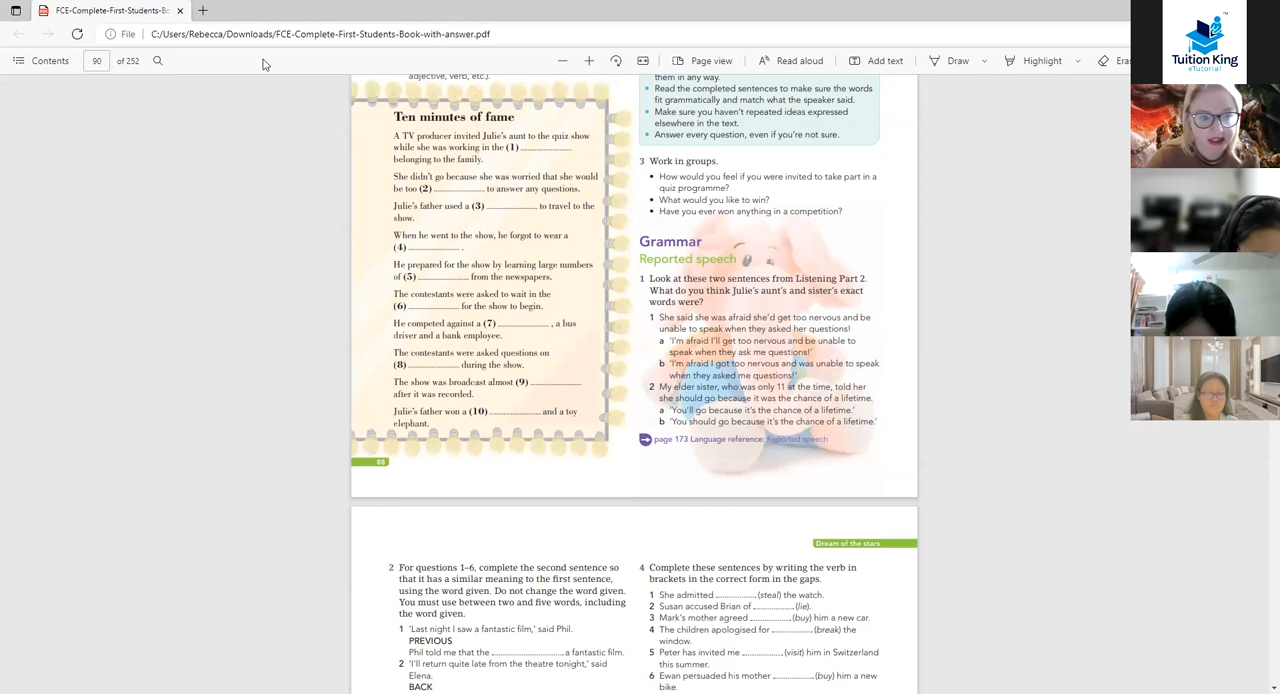 FCE-Complete-First-Students-Bo
File
C:/Users/Rebecca/Downloads/FCE-Complete-First-Students-Book-with-answer.pdf
Contents
90
of 252
Page view
Read aloud
Add text
Draw
Highlight
Eras
Tuition King
eTutorial
TM
adjective, verb, etc.).
Ten minutes of fame
A TV producer invited Julie's aunt to the quiz show
while she was working in the (1) ....................
belonging to the family.
She didn't go because she was worried that she would
be too (2) .................... to answer any questions.
Julie's father used a (3) .................... to travel to the
show.
When he went to the show, he forgot to wear a
(4) .................... .
He prepared for the show by learning large numbers
of (5) .................... from the newspapers.
The contestants were asked to wait in the
(6) .................... for the show to begin.
He competed against a (7) .................... , a bus
driver and a bank employee.
The contestants were asked questions on
(8) .................... during the show.
The show was broadcast almost (9) ....................
after it was recorded.
Julie's father won a (10) .................... and a toy
elephant.
88
them in any way.
Read the completed sentences to make sure the words
fit grammatically and match what the speaker said.
Make sure you haven't repeated ideas expressed
elsewhere in the text.
Answer every question, even if you're not sure.
3 Work in groups.
• How would you feel if you were invited to take part in a
quiz programme?
• What would you like to win?
• Have you ever won anything in a competition?
Grammar
Reported speech
1 Look at these two sentences from Listening Part 2.
What do you think Julie's aunt's and sister's exact
words were?
1 She said she was afraid she'd get too nervous and be
unable to speak when they asked her questions!
a 'I'm afraid I'll get too nervous and be unable to
speak when they ask me questions!'
b 'I'm afraid I got too nervous and was unable to speak
when they asked me questions!'
2 My elder sister, who was only 11 at the time, told her
she should go because it was the chance of a lifetime.
a 'You'll go because it's the chance of a lifetime.'
b 'You should go because it's the chance of a lifetime.'
page 173 Language reference: Reported speech
Dream of the stars
2 For questions 1–6, complete the second sentence so
that it has a similar meaning to the first sentence,
using the word given. Do not change the word given.
You must use between two and five words, including
the word given.
1 'Last night I saw a fantastic film,' said Phil.
PREVIOUS
Phil told me that the .......................... a fantastic film.
2 'I'll return quite late from the theatre tonight,' said
Elena.
BACK
4 Complete these sentences by writing the verb in
brackets in the correct form in the gaps.
1 She admitted ............... (steal) the watch.
2 Susan accused Brian of ............... (lie).
3 Mark's mother agreed ............... (buy) him a new car.
4 The children apologised for ............... (break) the
window.
5 Peter has invited me ............... (visit) him in Switzerland
this summer.
6 Ewan persuaded his mother ............... (buy) him a new
bike.